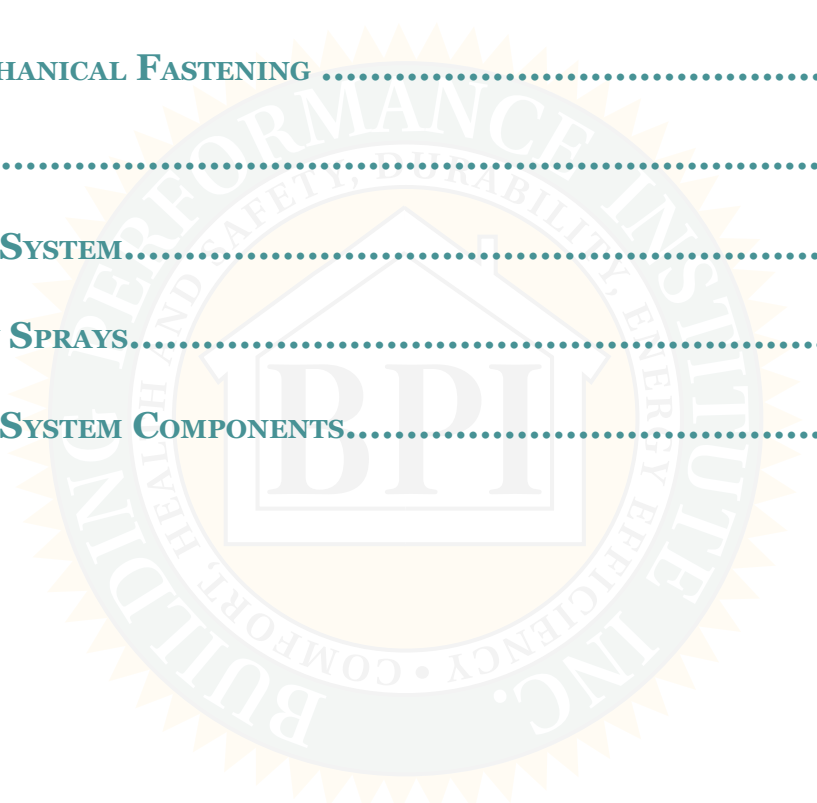 HANICAL FASTENING ........................................
........................................................................
SYSTEM........................................................
SPRAYS........................................................
SYSTEM COMPONENTS......................................
BUILDING PERFORMANCE INSTITUTE INC.
HEALTH AND SAFETY, DURABILITY, ENERGY EFFICIENCY • COMFORT,
BPI